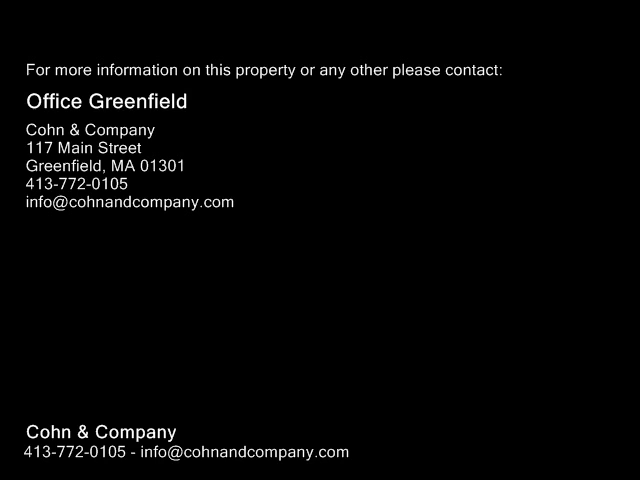 For more information on this property or any other please contact:
Office Greenfield
Cohn & Company
117 Main Street
Greenfield, MA 01301
413-772-0105
info@cohnandcompany.com
Cohn & Company
413-772-0105 - info@cohnandcompany.com